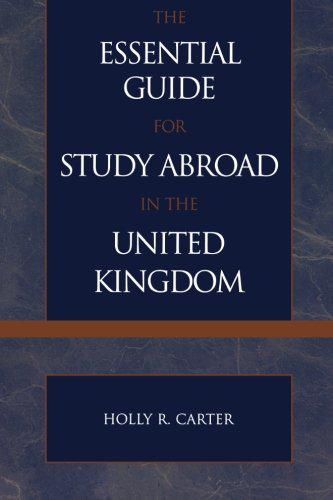 THE
ESSENTIAL
GUIDE
FOR
STUDY ABROAD
IN THE
UNITED
KINGDOM
HOLLY R. CARTER